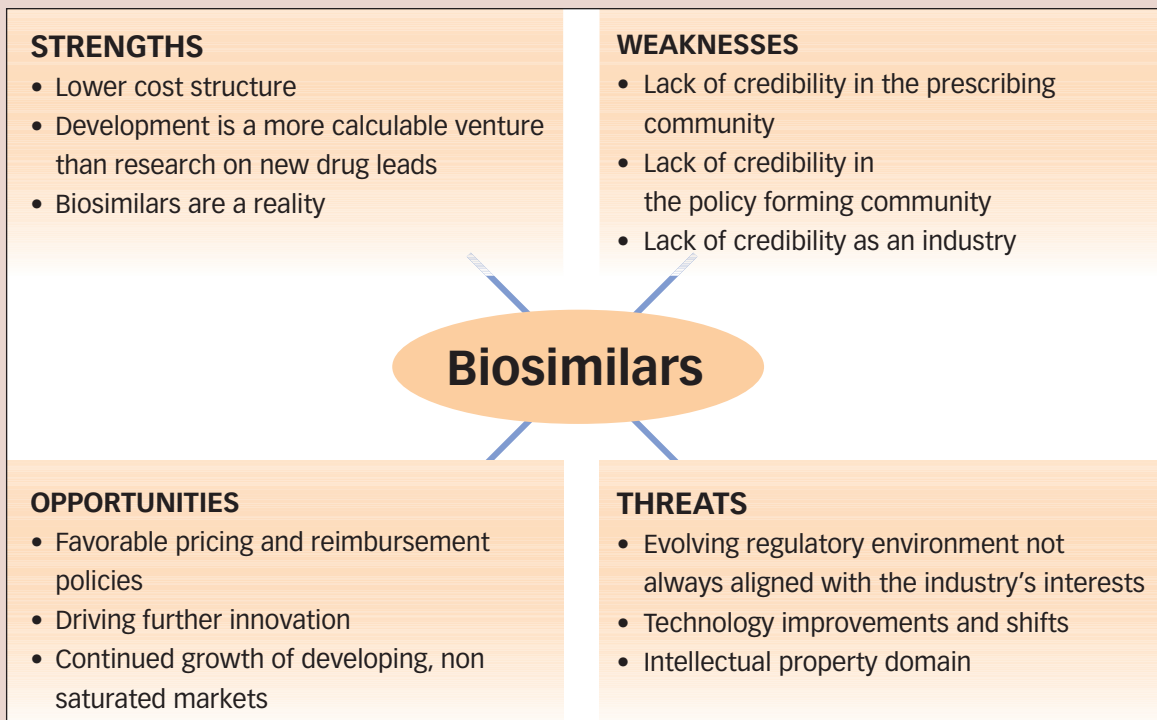 STRENGTHS
• Lower cost structure
• Development is a more calculable venture
than research on new drug leads
• Biosimilars are a reality
WEAKNESSES
• Lack of credibility in the prescribing
community
• Lack of credibility in
the policy forming community
• Lack of credibility as an industry
Biosimilars
OPPORTUNITIES
• Favorable pricing and reimbursement
policies
• Driving further innovation
• Continued growth of developing, non
saturated markets
THREATS
• Evolving regulatory environment not
always aligned with the industry’s interests
• Technology improvements and shifts
• Intellectual property domain